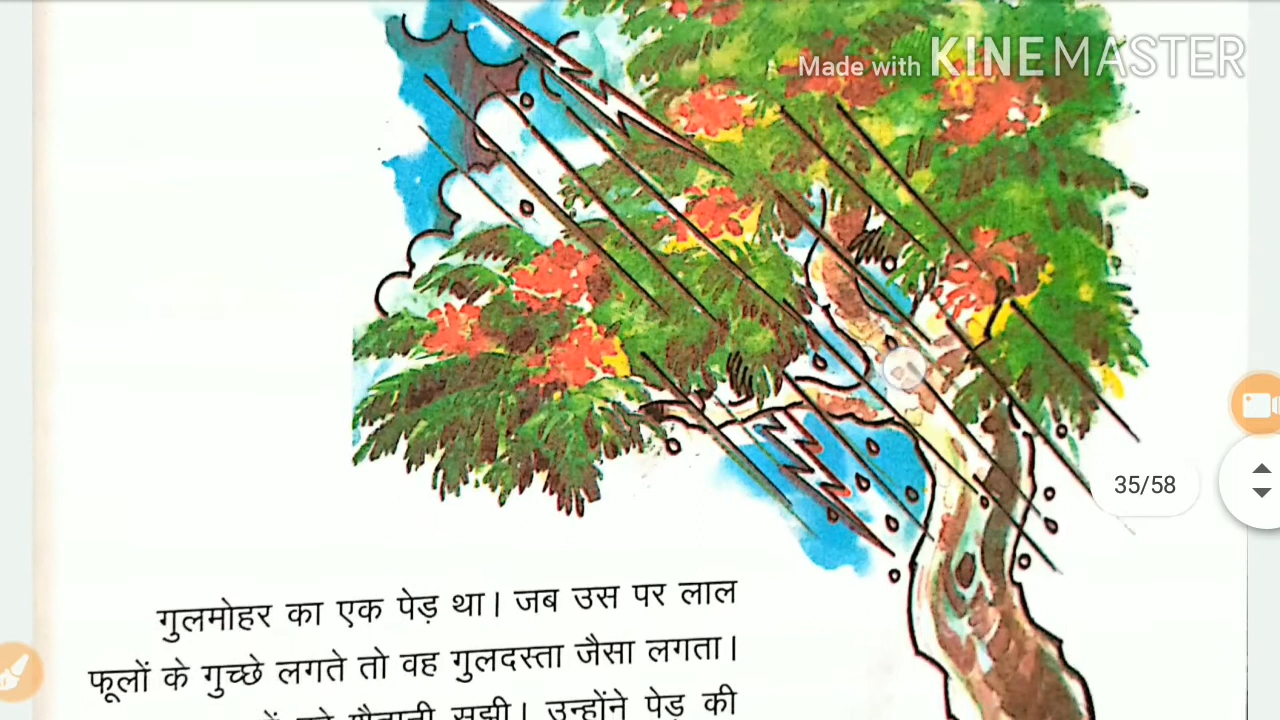 Made with KINEMASTER
35/58
गुलमोहर का एक पेड़ था। जब उस पर लाल
फूलों के गुच्छे लगते तो वह गुलदस्ता जैसा लगता।
सूझी। उन्होंने पेड़ की